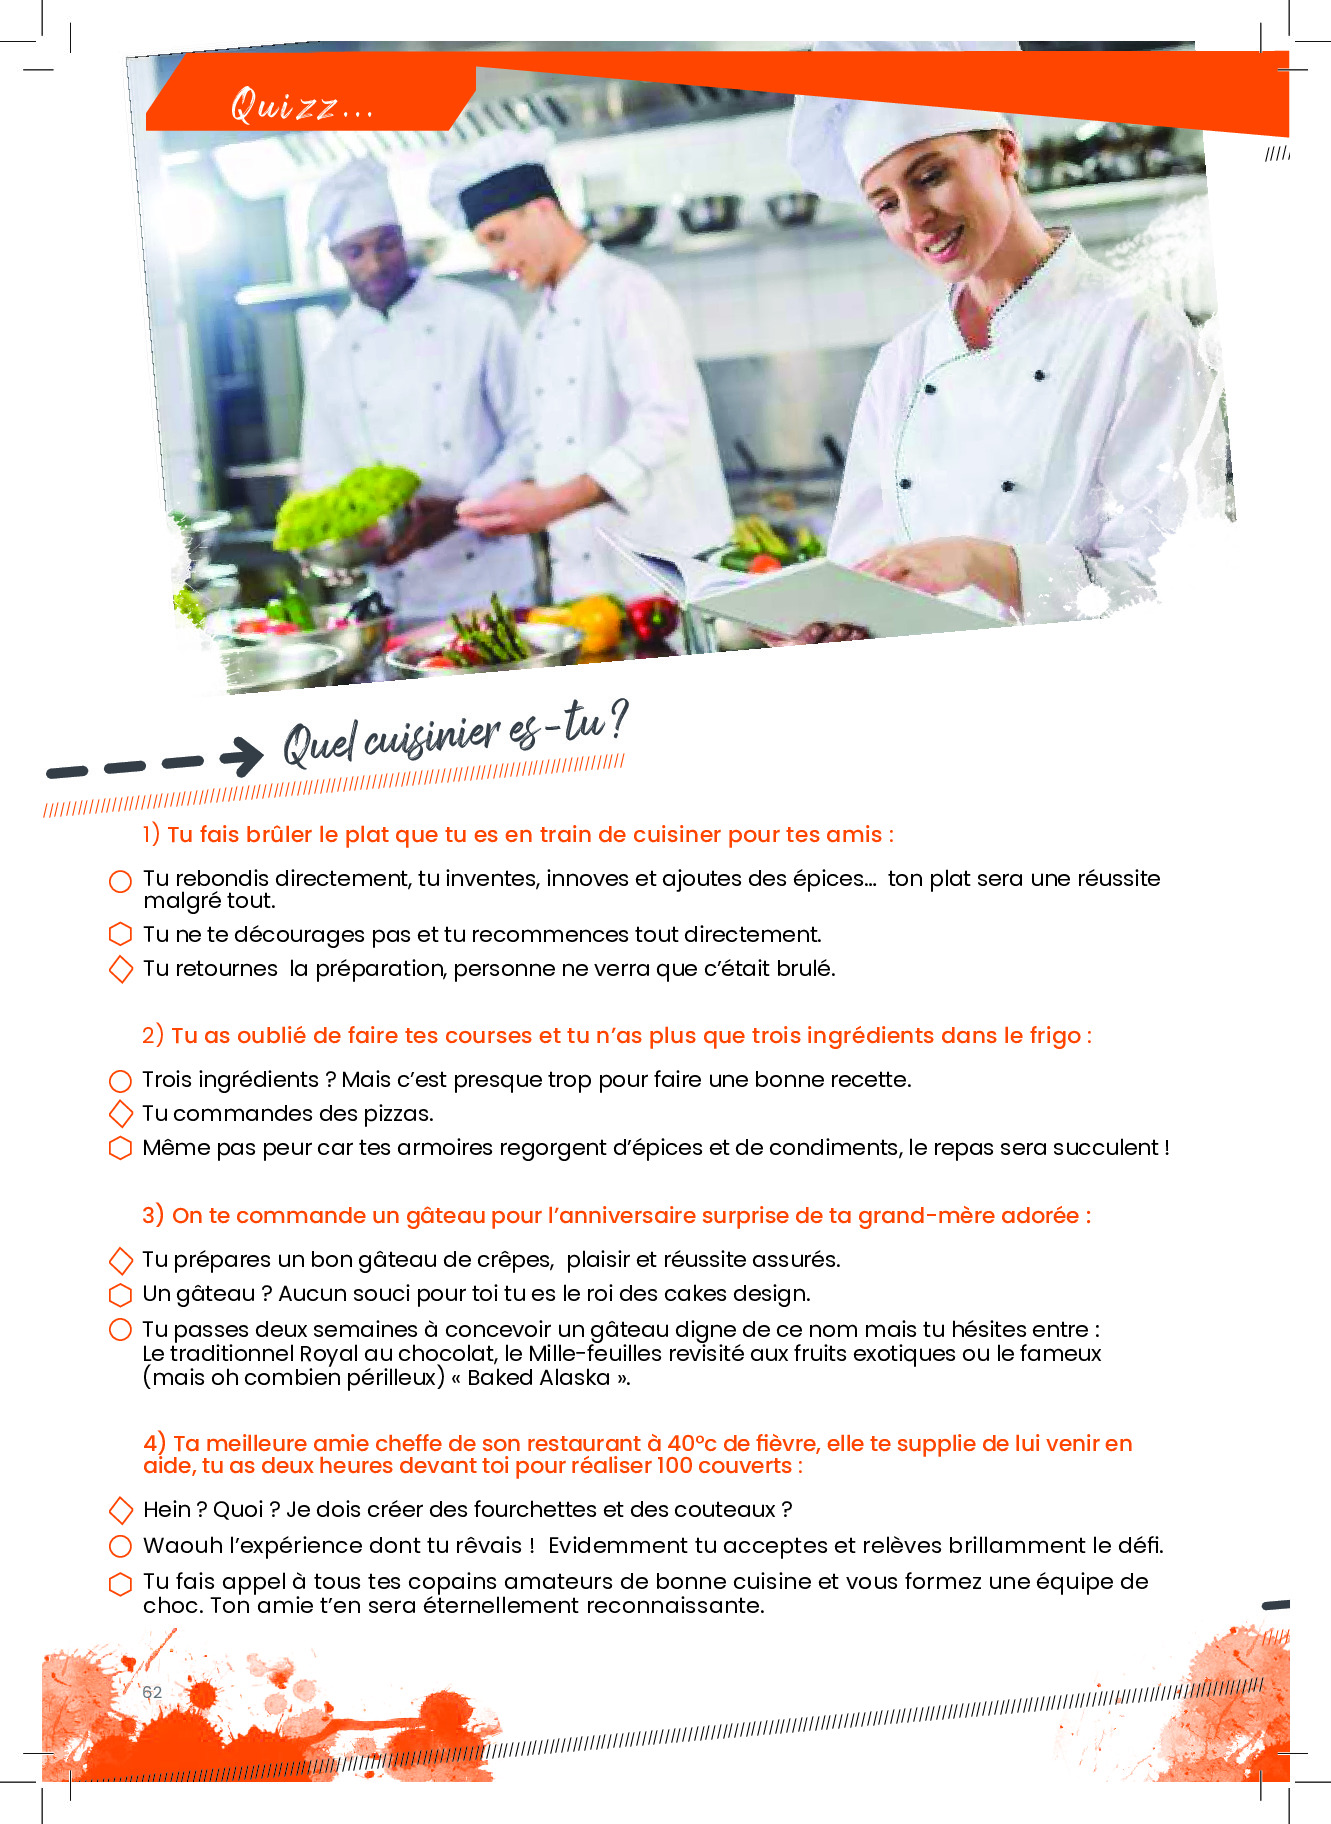 Quizz...
Quel cuisinier es-tu?
1) Tu fais brûler le plat que tu es en train de cuisiner pour tes amis :
Tu rebondis directement, tu inventes, innoves et ajoutes des épices... ton plat sera une réussite
malgré tout.
Tu ne te décourages pas et tu recommences tout directement.
Tu retournes la préparation, personne ne verra que c’était brulé.
2) Tu as oublié de faire tes courses et tu n’as plus que trois ingrédients dans le frigo :
Trois ingrédients ? Mais c’est presque trop pour faire une bonne recette.
Tu commandes des pizzas.
Même pas peur car tes armoires regorgent d’épices et de condiments, le repas sera succulent !
3) On te commande un gâteau pour l’anniversaire surprise de ta grand-mère adorée :
Tu prépares un bon gâteau de crêpes, plaisir et réussite assurés.
Un gâteau ? Aucun souci pour toi tu es le roi des cakes design.
Tu passes deux semaines à concevoir un gâteau digne de ce nom mais tu hésites entre :
Le traditionnel Royal au chocolat, le Mille-feuilles revisité aux fruits exotiques ou le fameux
(mais oh combien périlleux) « Baked Alaska ».
4) Ta meilleure amie cheffe de son restaurant à 40°c de fièvre, elle te supplie de lui venir en
aide, tu as deux heures devant toi pour réaliser 100 couverts :
Hein ? Quoi ? Je dois créer des fourchettes et des couteaux ?
Waouh l’expérience dont tu rêvais ! Evidemment tu acceptes et relèves brillamment le défi.
Tu fais appel à tous tes copains amateurs de bonne cuisine et vous formez une équipe de
choc. Ton amie t’en sera éternellement reconnaissante.
62